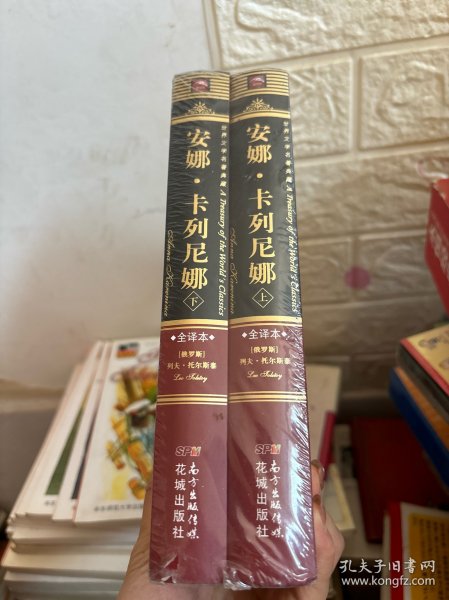 世界文学名著典藏 A Treasury of the World's Classics
安娜·卡列尼娜
下
Anna Karenina
全译本
[俄罗斯]
列夫·托尔斯泰
Leo Tolstoy
SPM
南方出版传媒
花城出版社
世界文学名著典藏 A Treasury of the World's Classics
安娜·卡列尼娜
上
Anna Karenina
全译本
[俄罗斯]
列夫·托尔斯泰
Leo Tolstoy
SPM
南方出版传媒
花城出版社
孔夫子旧书网
www.kongfz.com